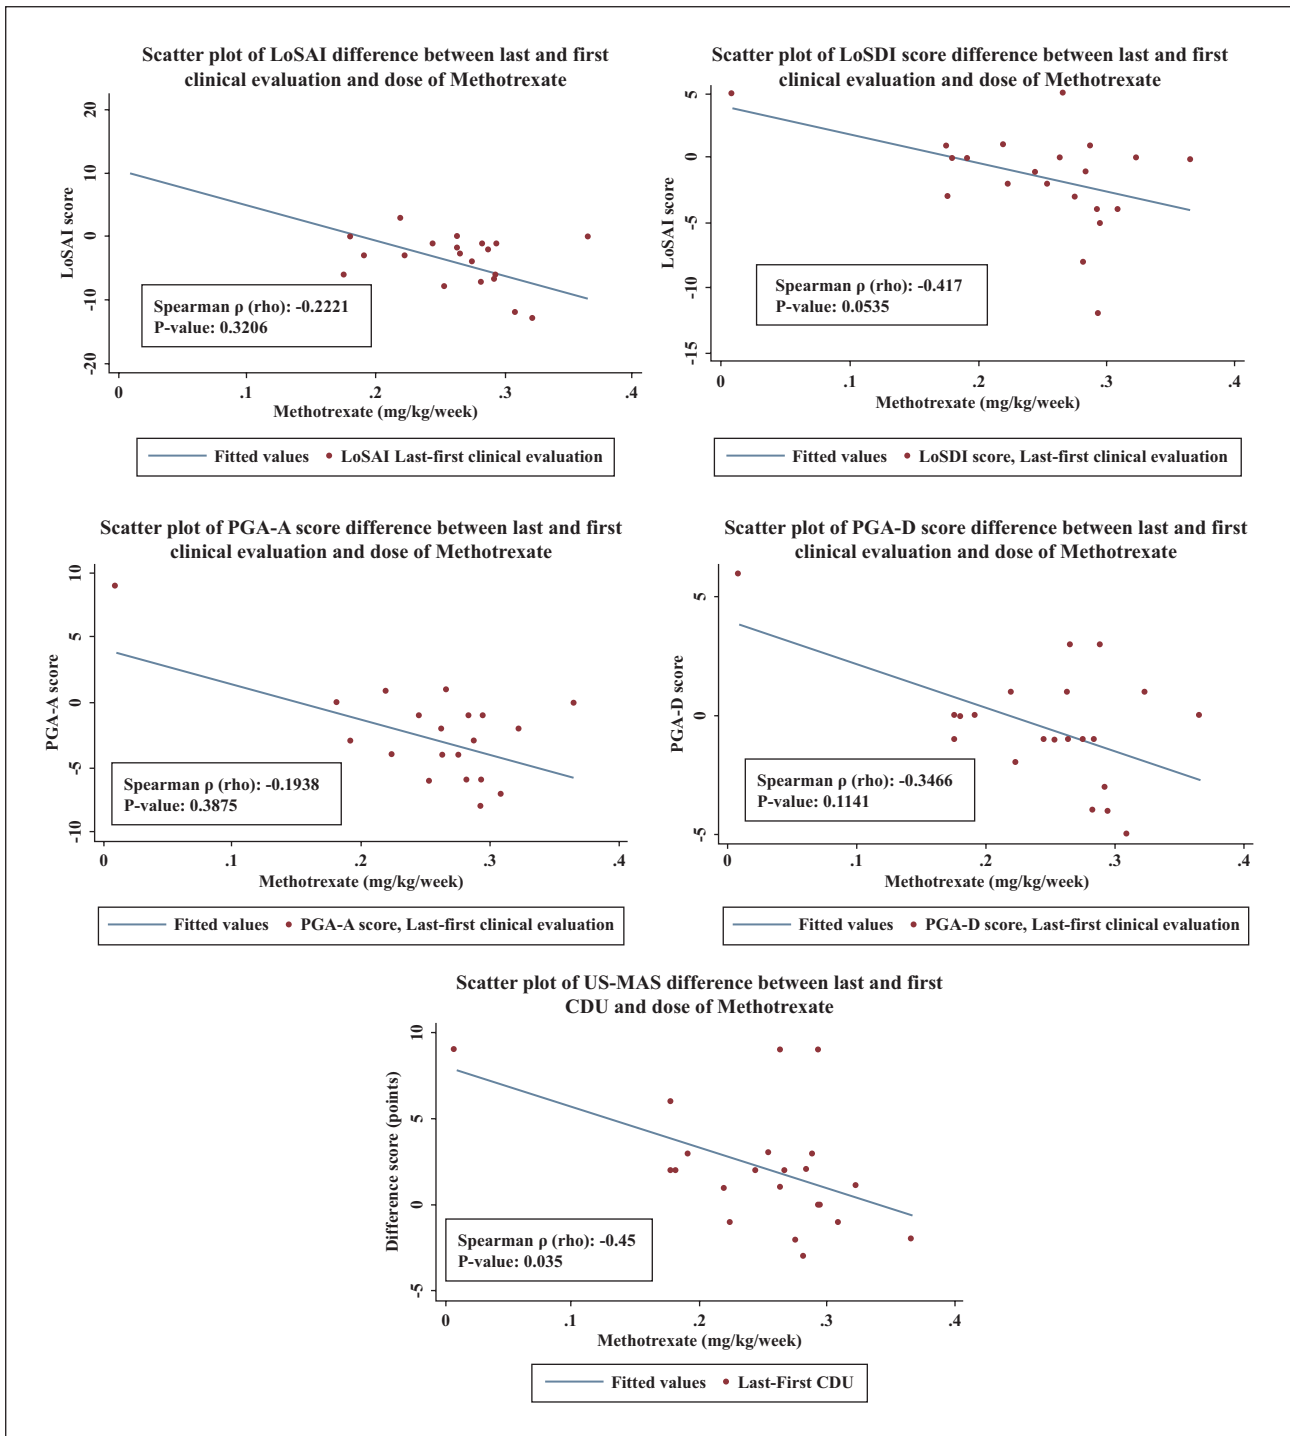 Scatter plot of LoSAI difference between last and first
clinical evaluation and dose of Methotrexate
LoSAI score
20
10
0
-10
-20
Spearman ρ (rho): -0.2221
P-value: 0.3206
0 .1 .2 .3 .4
Methotrexate (mg/kg/week)
Fitted values LoSAI Last-first clinical evaluation
Scatter plot of LoSDI score difference between last and first
clinical evaluation and dose of Methotrexate
LoSAI score
5
0
-5
-10
-15
Spearman ρ (rho): -0.417
P-value: 0.0535
0 .1 .2 .3 .4
Methotrexate (mg/kg/week)
Fitted values LoSDI score, Last-first clinical evaluation
Scatter plot of PGA-A score difference between last and first
clinical evaluation and dose of Methotrexate
PGA-A score
10
5
0
-5
-10
Spearman ρ (rho): -0.1938
P-value: 0.3875
0 .1 .2 .3 .4
Methotrexate (mg/kg/week)
Fitted values PGA-A score, Last-first clinical evaluation
Scatter plot of PGA-D score difference between last and first
clinical evaluation and dose of Methotrexate
PGA-D score
5
0
-5
Spearman ρ (rho): -0.3466
P-value: 0.1141
0 .1 .2 .3 .4
Methotrexate (mg/kg/week)
Fitted values PGA-D score, Last-first clinical evaluation
Scatter plot of US-MAS difference between last and first
CDU and dose of Methotrexate
Difference score (points)
10
5
0
-5
Spearman ρ (rho): -0.45
P-value: 0.035
0 .1 .2 .3 .4
Methotrexate (mg/kg/week)
Fitted values Last-First CDU